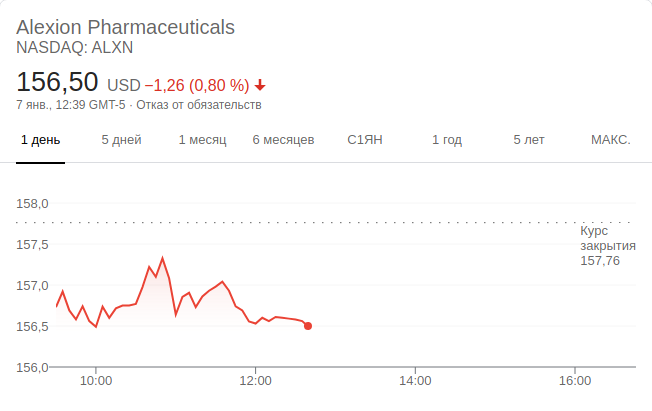 Alexion Pharmaceuticals
NASDAQ: ALXN
156,50 USD −1,26 (0,80 %)
7 янв., 12:39 GMT-5 · Отказ от обязательств
1 день 5 дней 1 месяц 6 месяцев С1ЯН 1 год 5 лет МАКС.
158,0
Курс
закрытия
157,76
157,5
157,0
156,5
156,0
10:00 12:00 14:00 16:00